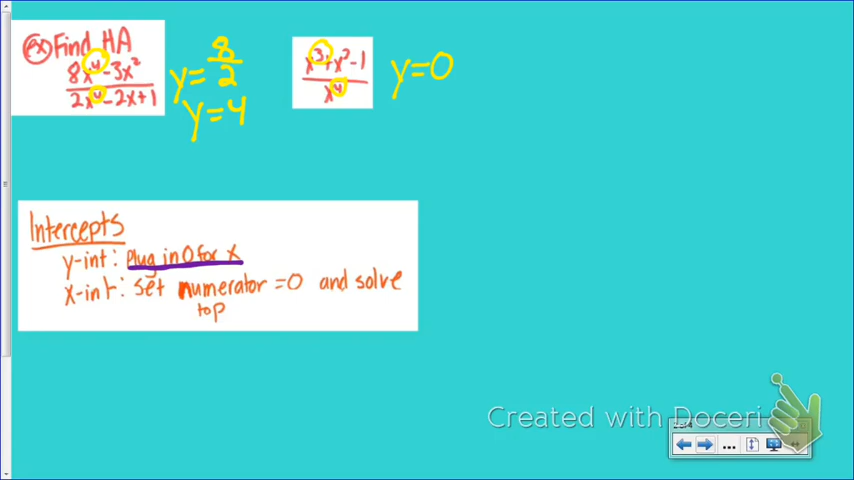 ex Find HA
8x⁴-3x²
2x⁴-2x+1
y=8/2
y=4
x³+x²-1
x⁴
y=0
Intercepts
y-int: Plug in 0 for x
x-int: Set numerator =0 and solve
top
Created with Doceri
...